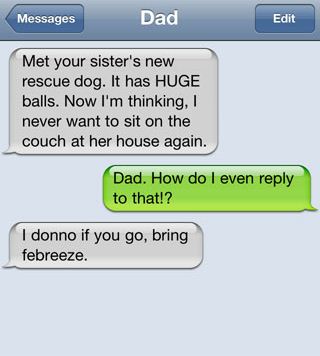 Messages
Dad
Edit
Met your sister's new
rescue dog. It has HUGE
balls. Now I'm thinking, I
never want to sit on the
couch at her house again.
Dad. How do I even reply
to that!?
I donno if you go, bring
febreeze.